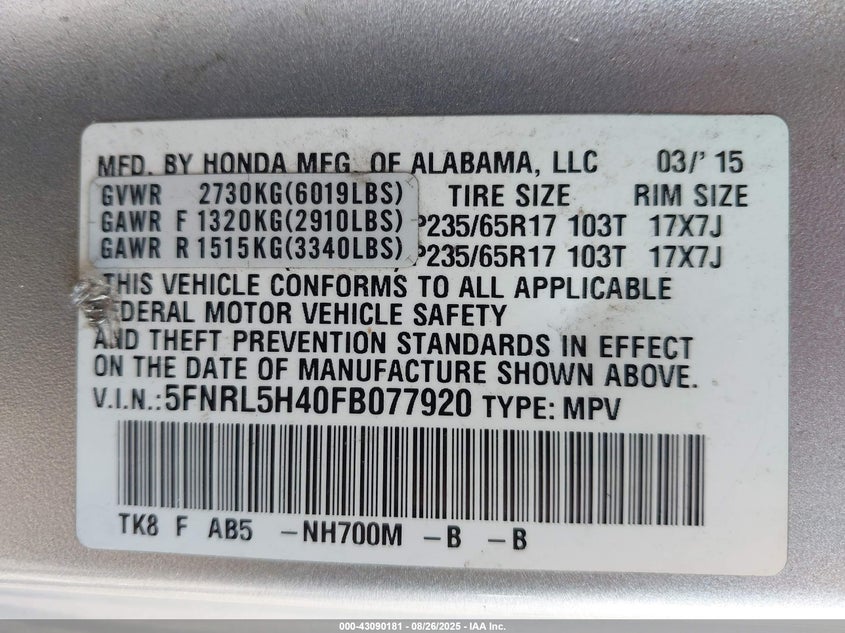 MFD. BY HONDA MFG. OF ALABAMA, LLC 03/'15
GVWR 2730KG(6019LBS) TIRE SIZE RIM SIZE
GAWR F 1320KG(2910LBS) P235/65R17 103T 17X7J
GAWR R 1515KG(3340LBS) P235/65R17 103T 17X7J
THIS VEHICLE CONFORMS TO ALL APPLICABLE
FEDERAL MOTOR VEHICLE SAFETY
AND THEFT PREVENTION STANDARDS IN EFFECT
ON THE DATE OF MANUFACTURE SHOWN ABOVE.
V.I.N.:5FNRL5H40FB077920 TYPE: MPV
TK8 F AB5 -NH700M -B -B
000-43090181 - 08/26/2025 - IAA Inc.